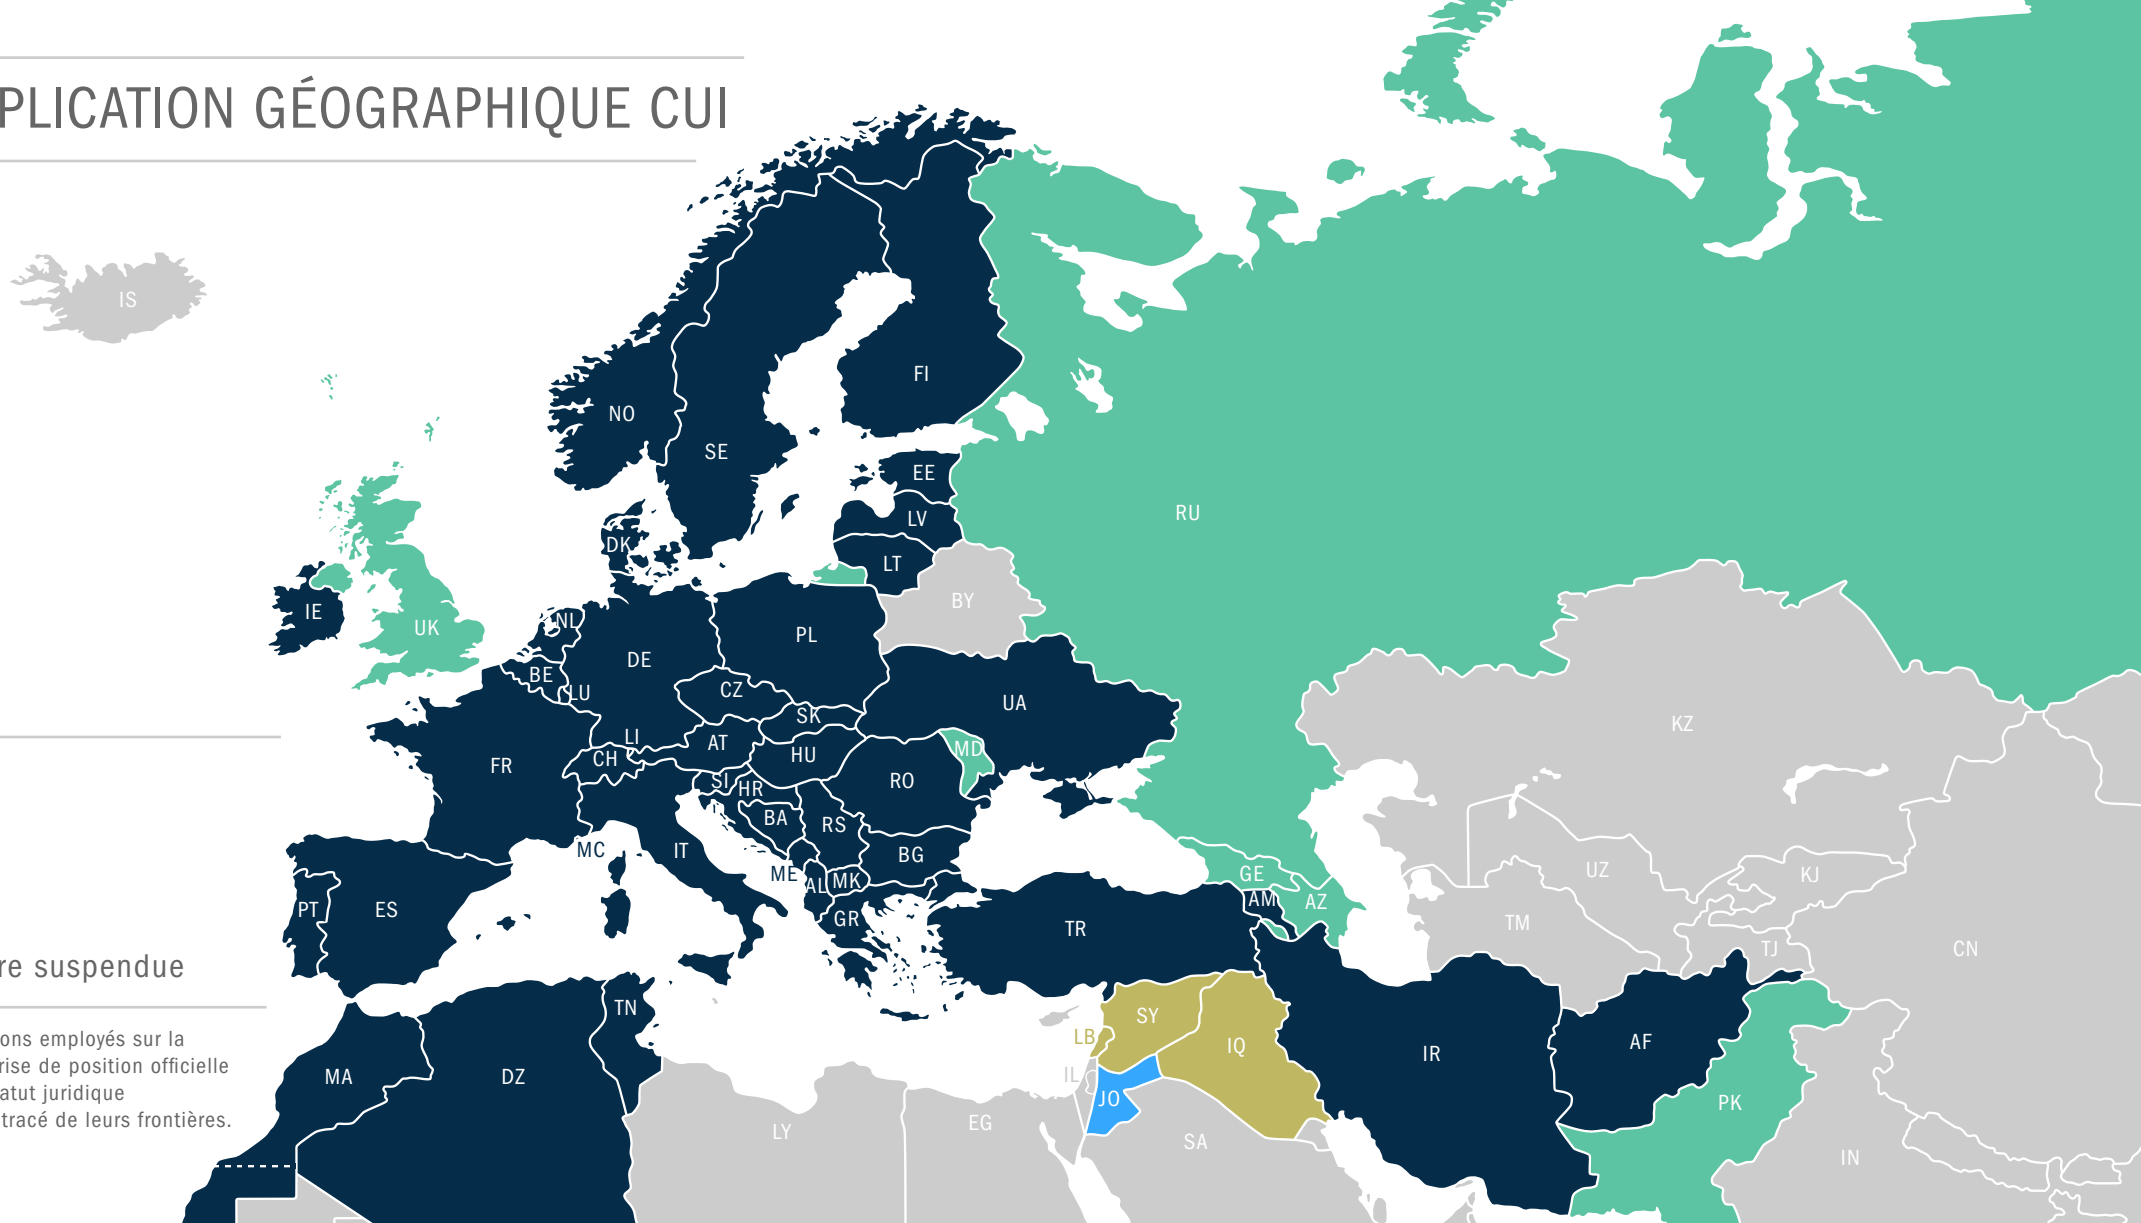 PLICATION GÉOGRAPHIQUE CUI
IS
FI
NO
SE
EE
LV
RU
DK
LT
BY
IE
NL
UK
PL
DE
BE
LU
CZ
UA
SK
KZ
LI
AT
MD
CH
HU
FR
SI
HR
RO
BA
RS
MC
IT
BG
UZ
ME
AL
MK
GE
KJ
AM
AZ
PT
ES
GR
TR
TM
TJ
CN
re suspendue
TN
SY
LB
IQ
ons employés sur la
rise de position officielle
atut juridique
tracé de leurs frontières.
AF
IR
MA
DZ
IL
JO
PK
LY
EG
SA
IN